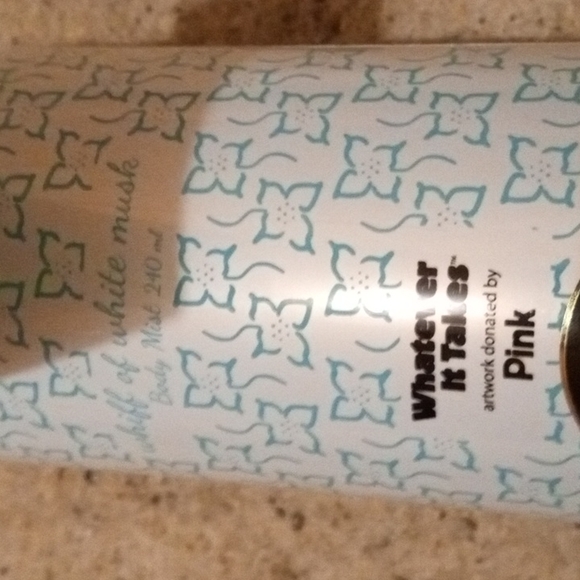 Whatever
It Takes™
artwork donated by
Pink
whiff of white musk
Body Mist 240 ml